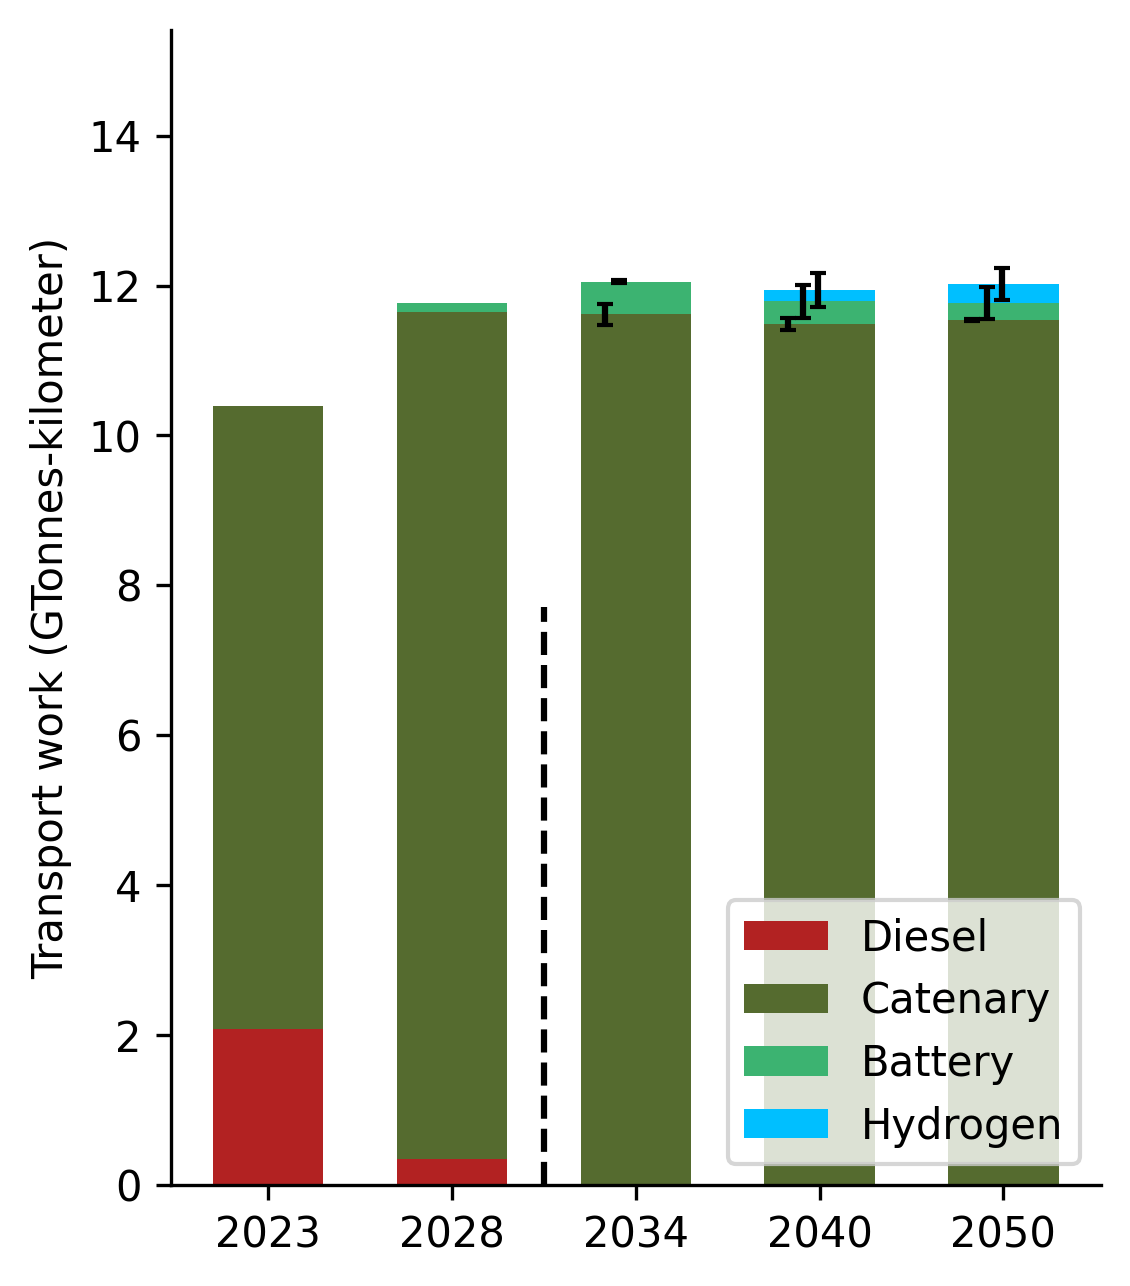 Transport work (GTonnes-kilometer)
14
12
10
8
6
4
2
0
2023 2028 2034 2040 2050
Diesel
Catenary
Battery
Hydrogen